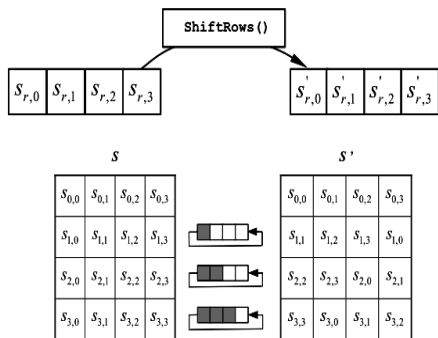 ShiftRows()
S_{r,0} S_{r,1} S_{r,2} S_{r,3} S'_{r,0} S'_{r,1} S'_{r,2} S'_{r,3}
S S'
S_{0,0} S_{0,1} S_{0,2} S_{0,3} S_{0,0} S_{0,1} S_{0,2} S_{0,3}
S_{1,0} S_{1,1} S_{1,2} S_{1,3} S_{1,1} S_{1,2} S_{1,3} S_{1,0}
S_{2,0} S_{2,1} S_{2,2} S_{2,3} S_{2,2} S_{2,3} S_{2,0} S_{2,1}
S_{3,0} S_{3,1} S_{3,2} S_{3,3} S_{3,3} S_{3,0} S_{3,1} S_{3,2}